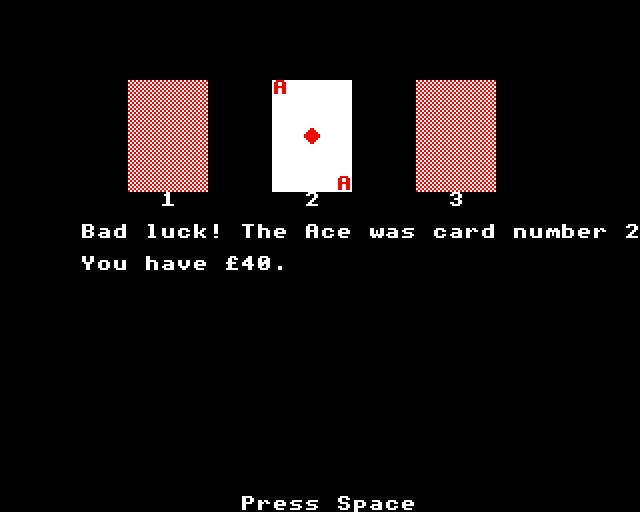 A
A
1 2 3
Bad luck! The Ace was card number 2
You have £40.
Press Space